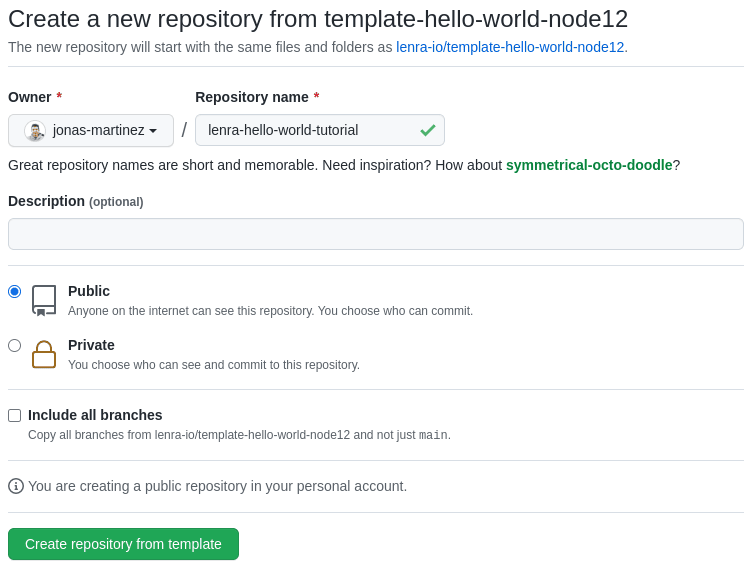 Create a new repository from template-hello-world-node12
The new repository will start with the same files and folders as lenra-io/template-hello-world-node12.
Owner * Repository name *
jonas-martinez / lenra-hello-world-tutorial
Great repository names are short and memorable. Need inspiration? How about symmetrical-octo-doodle?
Description (optional)
Public
Anyone on the internet can see this repository. You choose who can commit.
Private
You choose who can see and commit to this repository.
Include all branches
Copy all branches from lenra-io/template-hello-world-node12 and not just main.
You are creating a public repository in your personal account.
Create repository from template